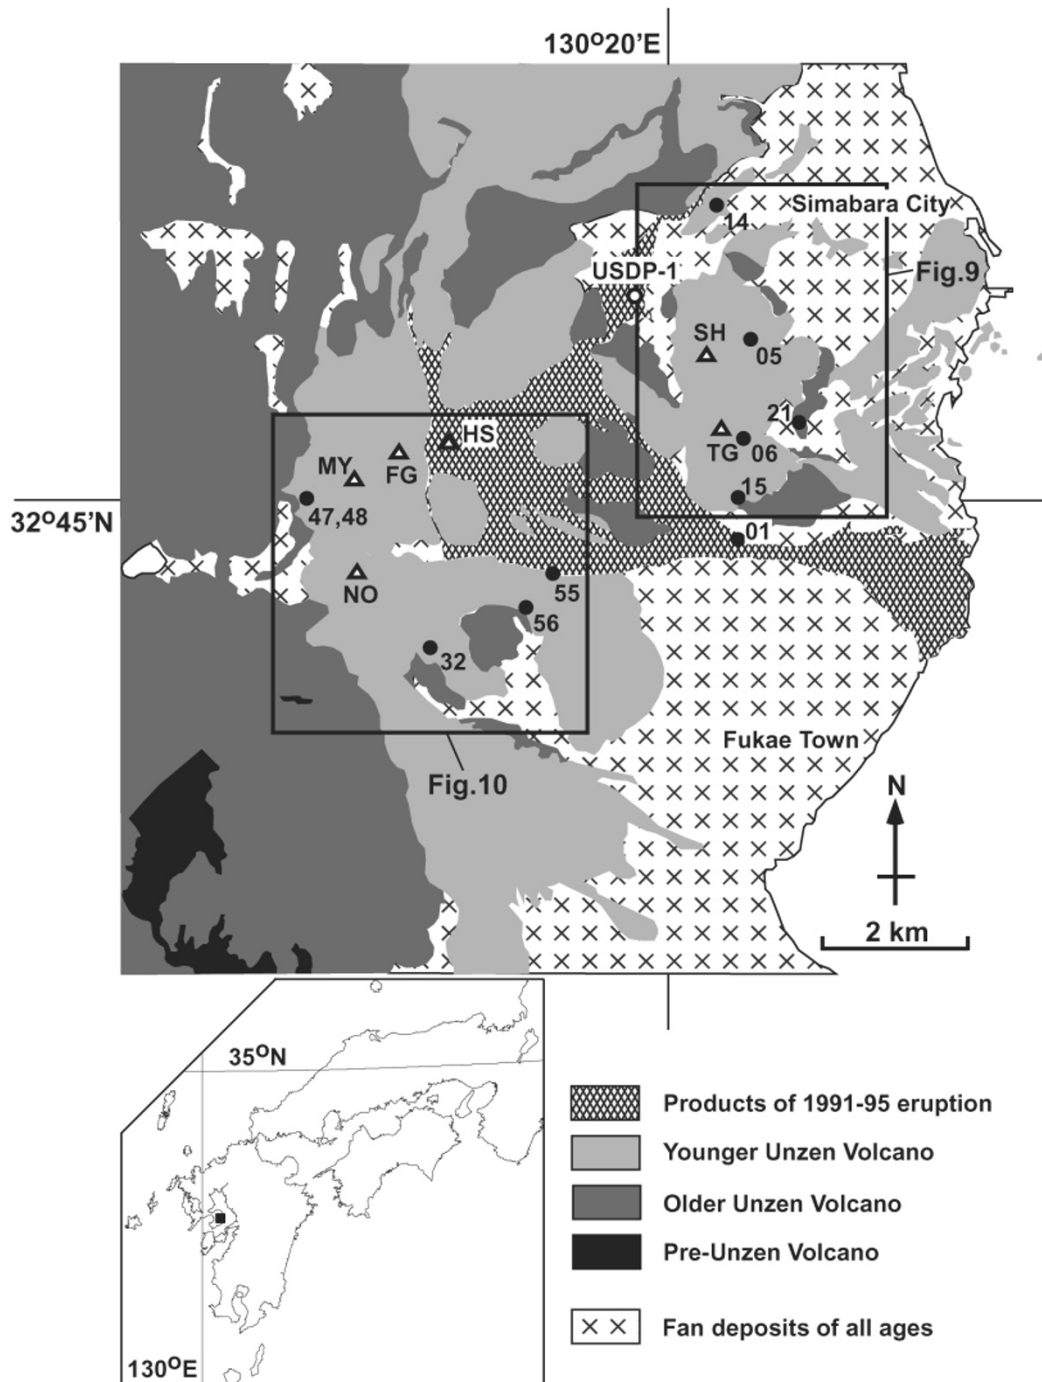 130°20'E
Simabara City
14
USDP-1
Fig.9
SH
05
21
HS
TG
06
MY
FG
15
47,48
32°45'N
01
NO
55
56
32
Fukae Town
Fig.10
N
2 km
35°N
130°E
Products of 1991-95 eruption
Younger Unzen Volcano
Older Unzen Volcano
Pre-Unzen Volcano
Fan deposits of all ages